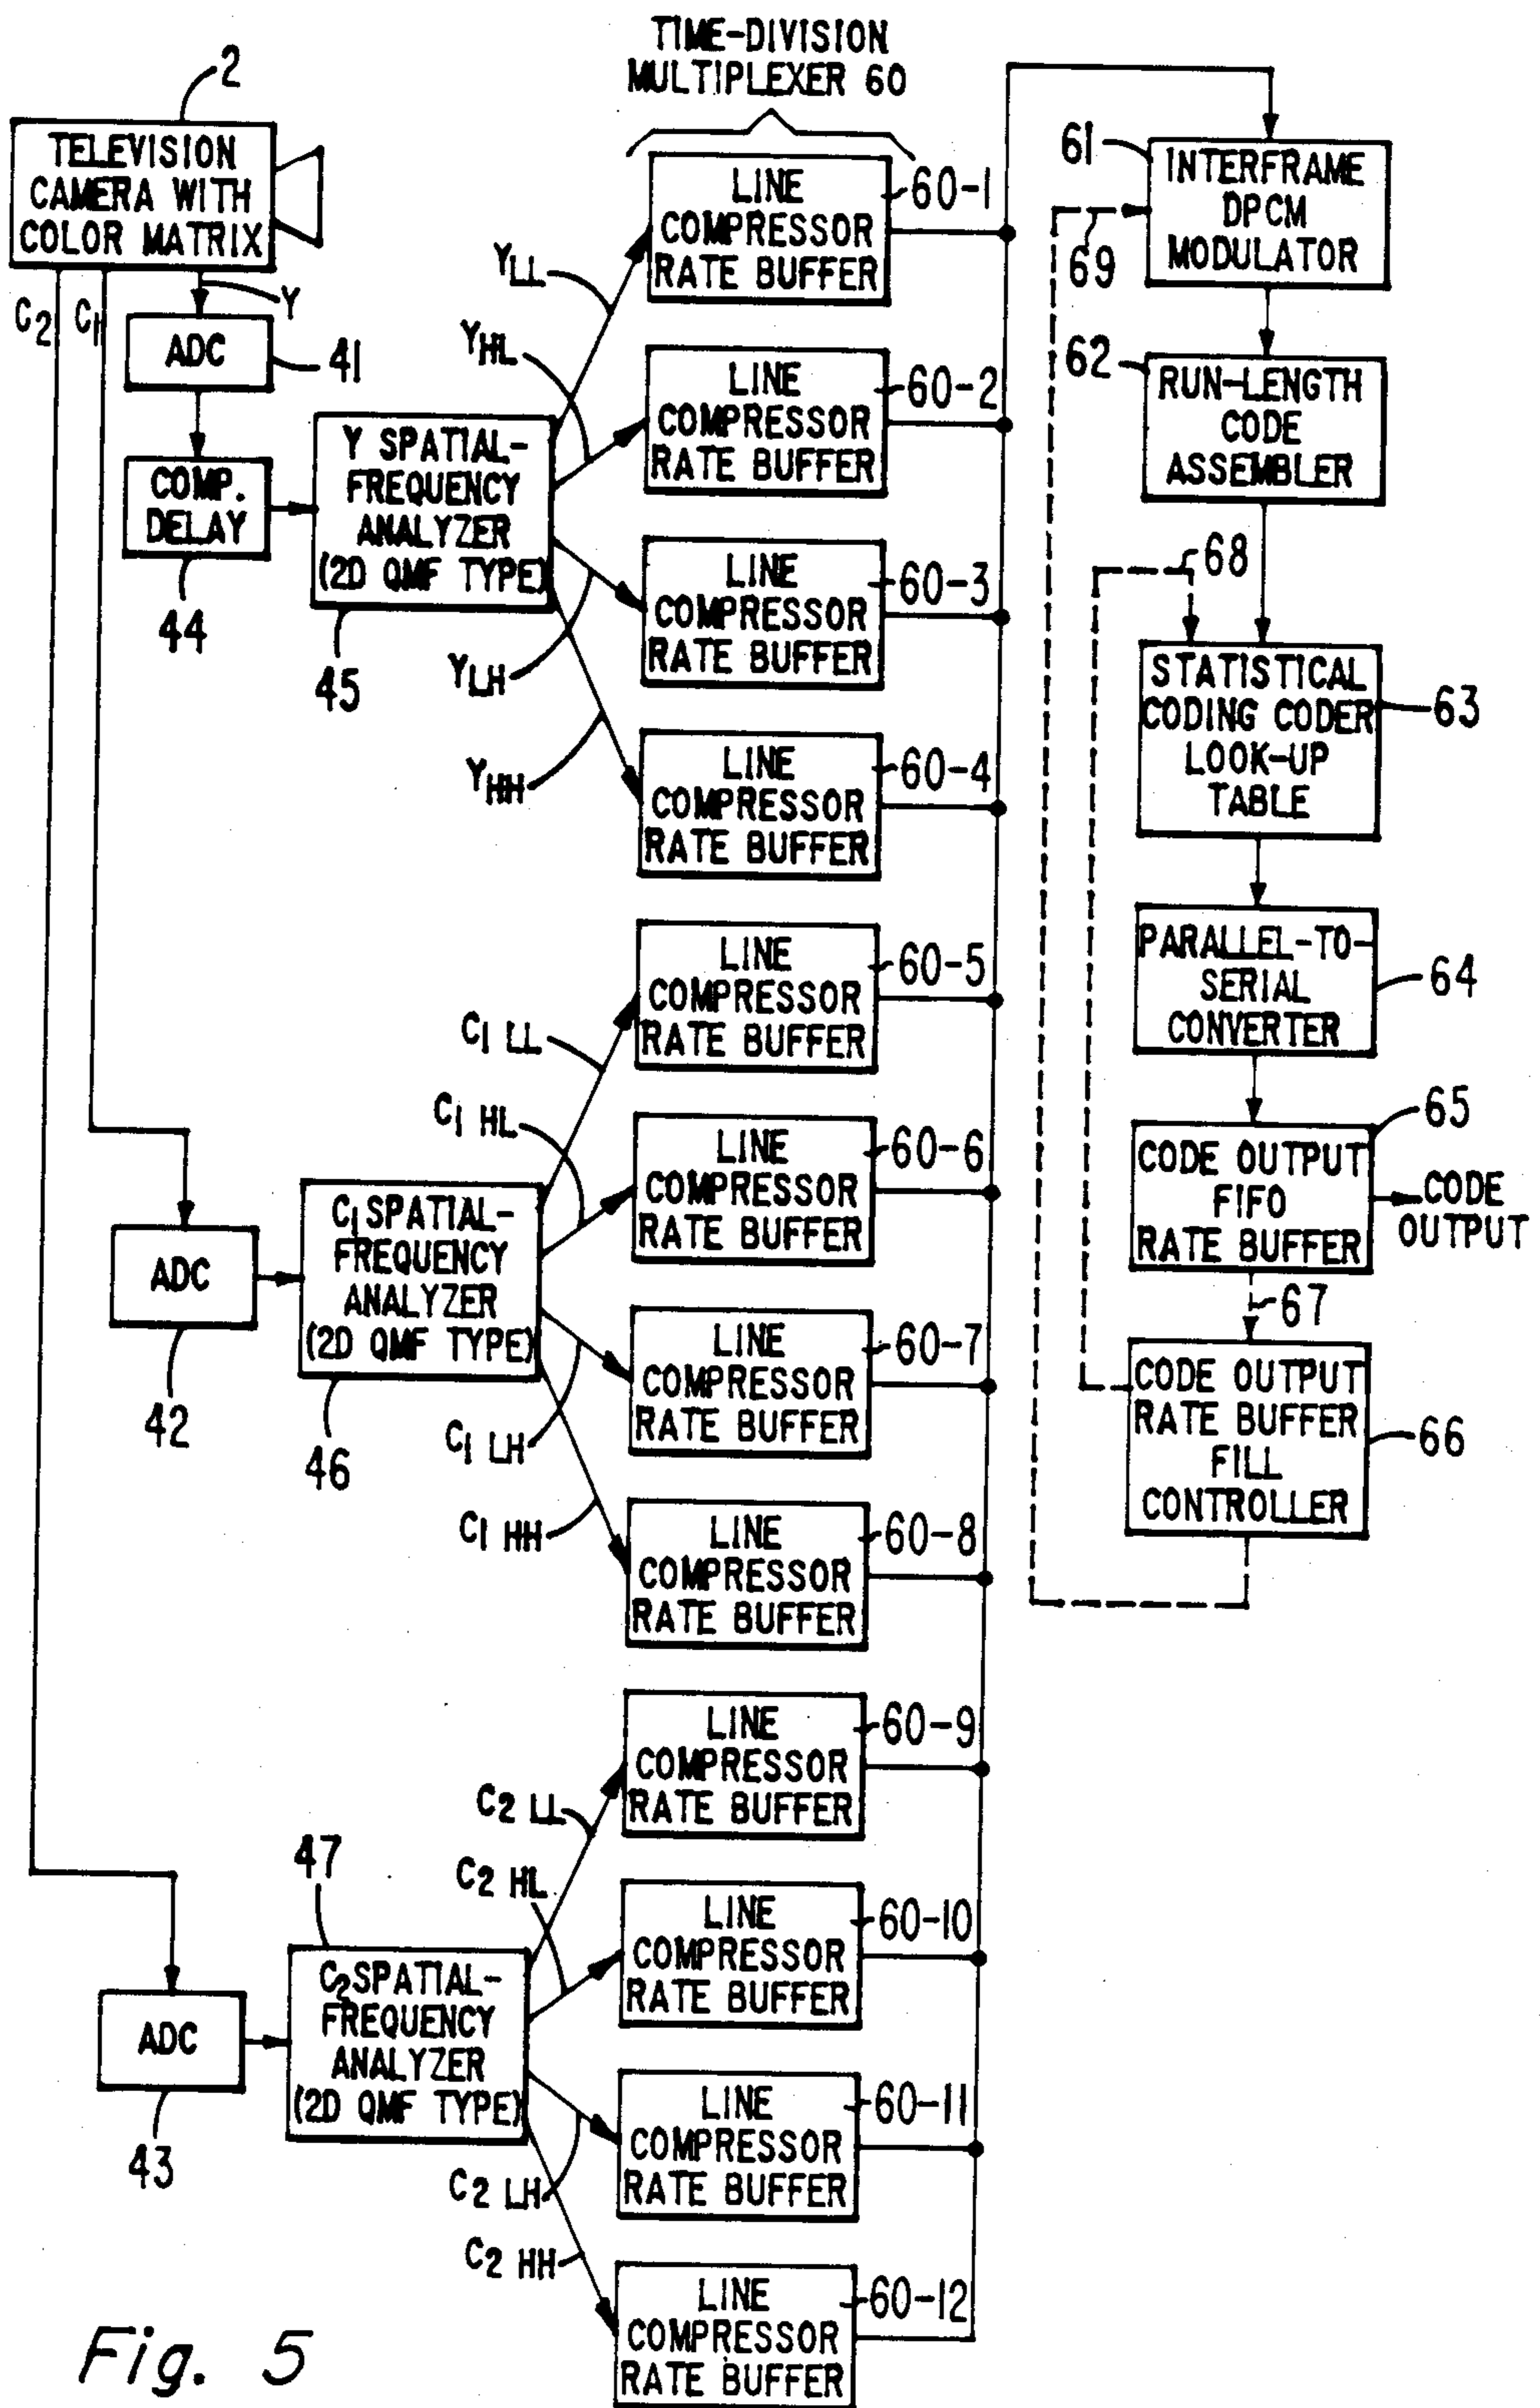 TIME-DIVISION
MULTIPLEXER 60
2
TELEVISION
CAMERA WITH
COLOR MATRIX
C2
C1
Y
ADC
41
COMP.
DELAY
44
Y SPATIAL-
FREQUENCY
ANALYZER
(2D QMF TYPE)
45
YLL
YHL
YLH
YHH
LINE
COMPRESSOR
RATE BUFFER
60-1
LINE
COMPRESSOR
RATE BUFFER
60-2
LINE
COMPRESSOR
RATE BUFFER
60-3
LINE
COMPRESSOR
RATE BUFFER
60-4
ADC
42
C1 SPATIAL-
FREQUENCY
ANALYZER
(2D QMF TYPE)
46
C1 LL
C1 HL
C1 LH
C1 HH
LINE
COMPRESSOR
RATE BUFFER
60-5
LINE
COMPRESSOR
RATE BUFFER
60-6
LINE
COMPRESSOR
RATE BUFFER
60-7
LINE
COMPRESSOR
RATE BUFFER
60-8
ADC
43
47
C2 SPATIAL-
FREQUENCY
ANALYZER
(2D QMF TYPE)
C2 LL
C2 HL
C2 LH
C2 HH
LINE
COMPRESSOR
RATE BUFFER
60-9
LINE
COMPRESSOR
RATE BUFFER
60-10
LINE
COMPRESSOR
RATE BUFFER
60-11
LINE
COMPRESSOR
RATE BUFFER
60-12
61
INTERFRAME
DPCM
MODULATOR
69
62
RUN-LENGTH
CODE
ASSEMBLER
68
STATISTICAL
CODING CODER
LOOK-UP
TABLE
63
PARALLEL-TO-
SERIAL
CONVERTER
64
65
CODE OUTPUT
FIFO
RATE BUFFER
CODE
OUTPUT
67
CODE OUTPUT
RATE BUFFER
FILL
CONTROLLER
66
Fig. 5